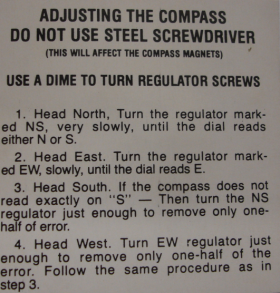 ADJUSTING THE COMPASS
DO NOT USE STEEL SCREWDRIVER
(THIS WILL AFFECT THE COMPASS MAGNETS)
USE A DIME TO TURN REGULATOR SCREWS
1. Head North, Turn the regulator mark-
ed NS, very slowly, until the dial reads
either N or S.
2. Head East. Turn the regulator mark-
ed EW, slowly, until the dial reads E.
3. Head South. If the compass does not
read exactly on "S" — Then turn the NS
regulator just enough to remove only one-
half of error.
4. Head West. Turn EW regulator just
enough to remove only one-half of the
error. Follow the same procedure as in
step 3.